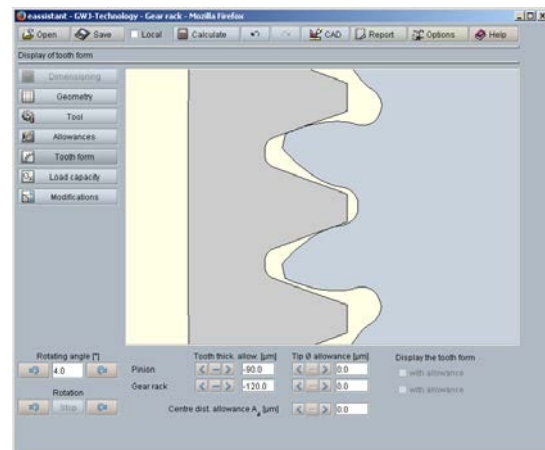 eassistant - GWJ-Technology - Gear rack - Mozilla Firefox
Open Save Local Calculate CAD Report Options Help
Display of tooth form
Dimensioning
Geometry
Tool
Allowances
Tooth form
Load capacity
Modifications
Rotating angle [°] Tooth thick. allow. [µm] Tip Ø allowance [µm] Display the tooth form
4.0 Pinion -90.0 0.0 with allowance
Gear rack -120.0 0.0 with allowance
Rotation
Stop Centre dist. allowance A [µm] 0.0